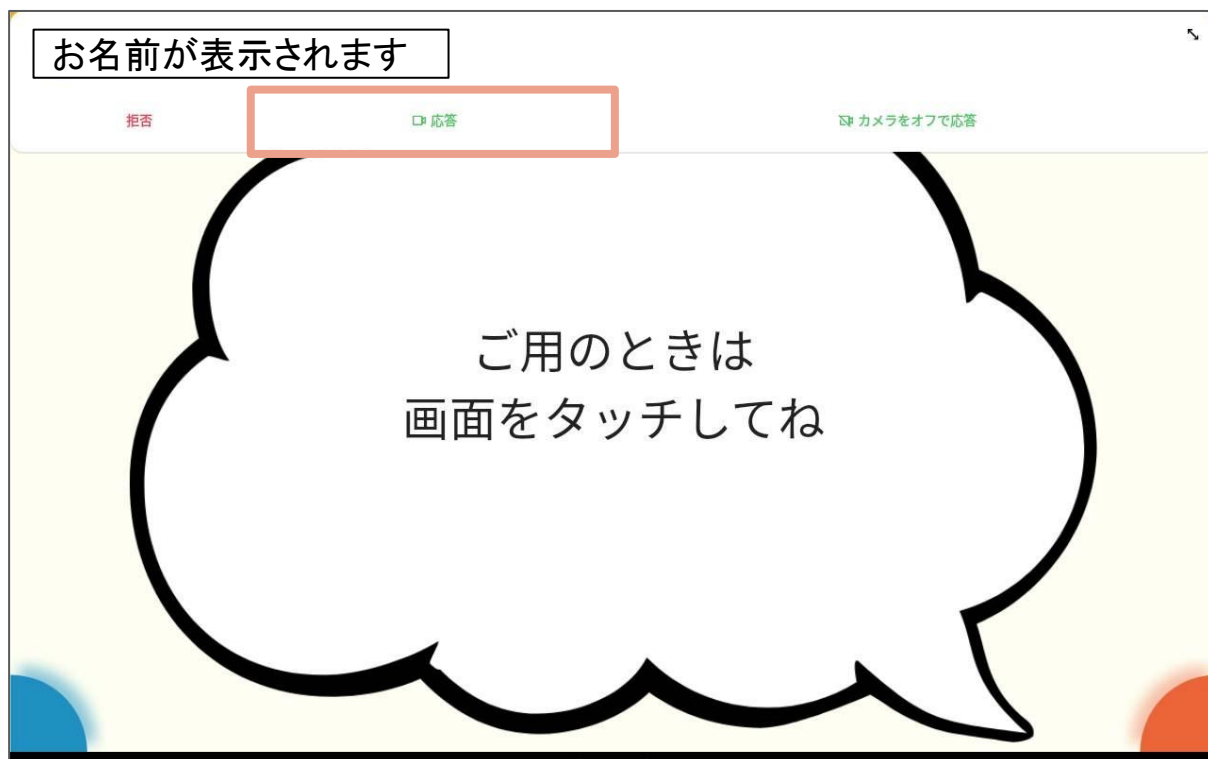 お名前が表示されます
拒否
応答
カメラをオフで応答
ご用のときは
画面をタッチしてね